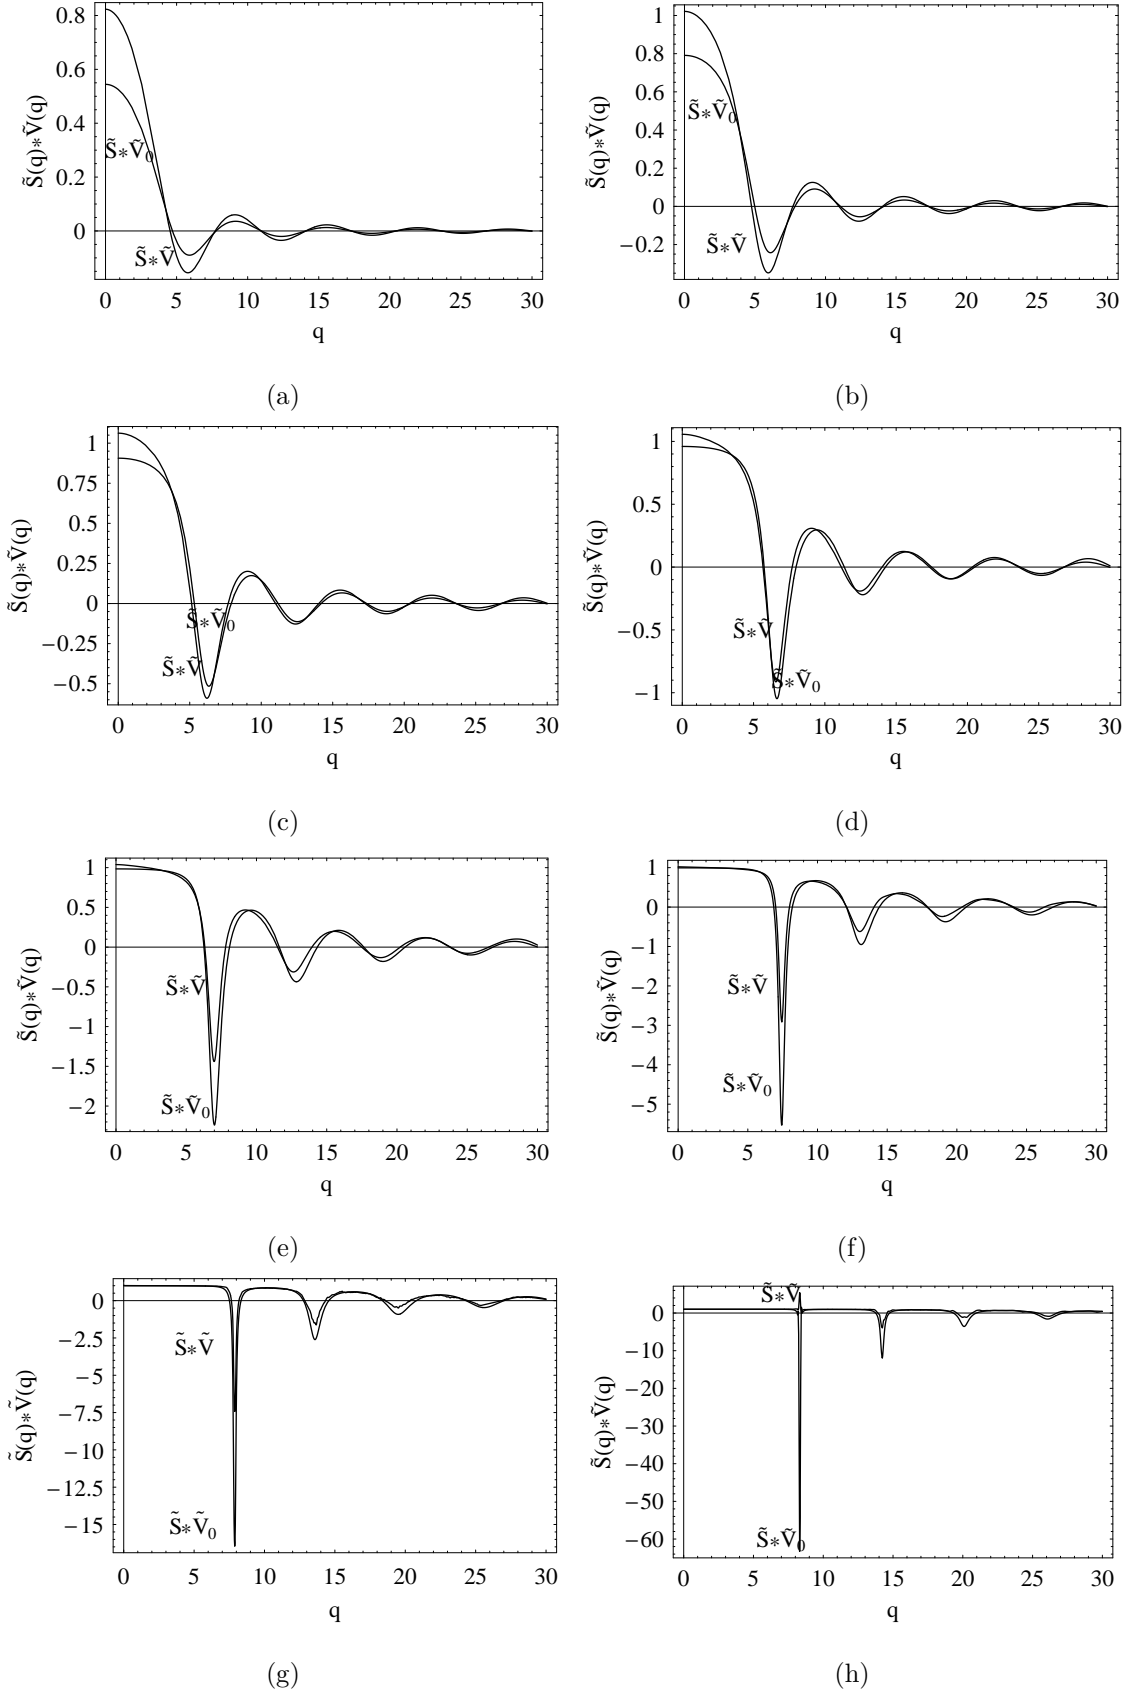 0.8
0.6
0.4
0.2
0
S̃(q)*Ṽ(q)
S̃*Ṽ₀
S̃*Ṽ
0 5 10 15 20 25 30
q
(a)
1
0.8
0.6
0.4
0.2
0
−0.2
S̃(q)*Ṽ(q)
S̃*Ṽ₀
S̃*Ṽ
0 5 10 15 20 25 30
q
(b)
1
0.75
0.5
0.25
0
−0.25
−0.5
S̃(q)*Ṽ(q)
S̃*Ṽ₀
S̃*Ṽ
0 5 10 15 20 25 30
q
(c)
1
0.5
0
−0.5
−1
S̃(q)*Ṽ(q)
S̃*Ṽ
S̃*Ṽ₀
0 5 10 15 20 25 30
q
(d)
1
0.5
0
−0.5
−1
−1.5
−2
S̃(q)*Ṽ(q)
S̃*Ṽ
S̃*Ṽ₀
0 5 10 15 20 25 30
q
(e)
1
0
−1
−2
−3
−4
−5
S̃(q)*Ṽ(q)
S̃*Ṽ
S̃*Ṽ₀
0 5 10 15 20 25 30
q
(f)
0
−2.5
−5
−7.5
−10
−12.5
−15
S̃(q)*Ṽ(q)
S̃*Ṽ
S̃*Ṽ₀
0 5 10 15 20 25 30
q
(g)
0
−10
−20
−30
−40
−50
−60
S̃(q)*Ṽ(q)
S̃*Ṽ
S̃*Ṽ₀
0 5 10 15 20 25 30
q
(h)